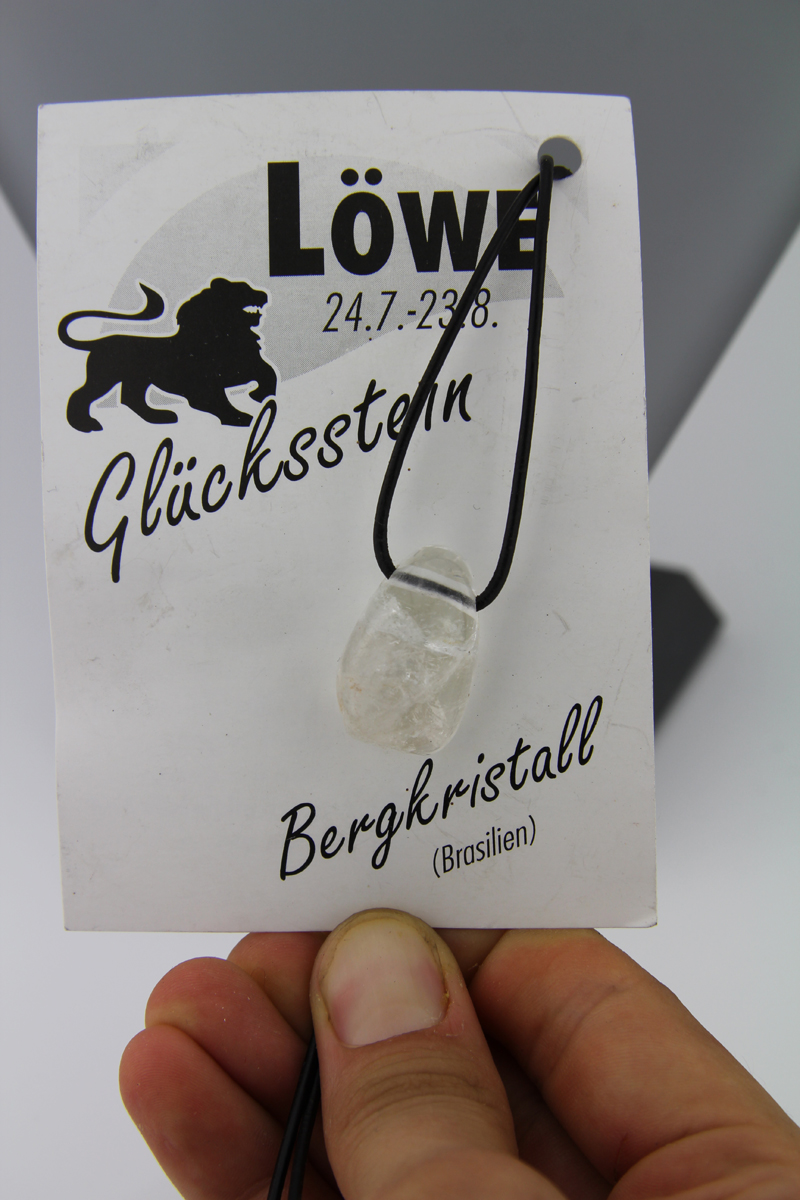 LÖWE
24.7.-23.8.
Glücksstein
Bergkristall
(Brasilien)